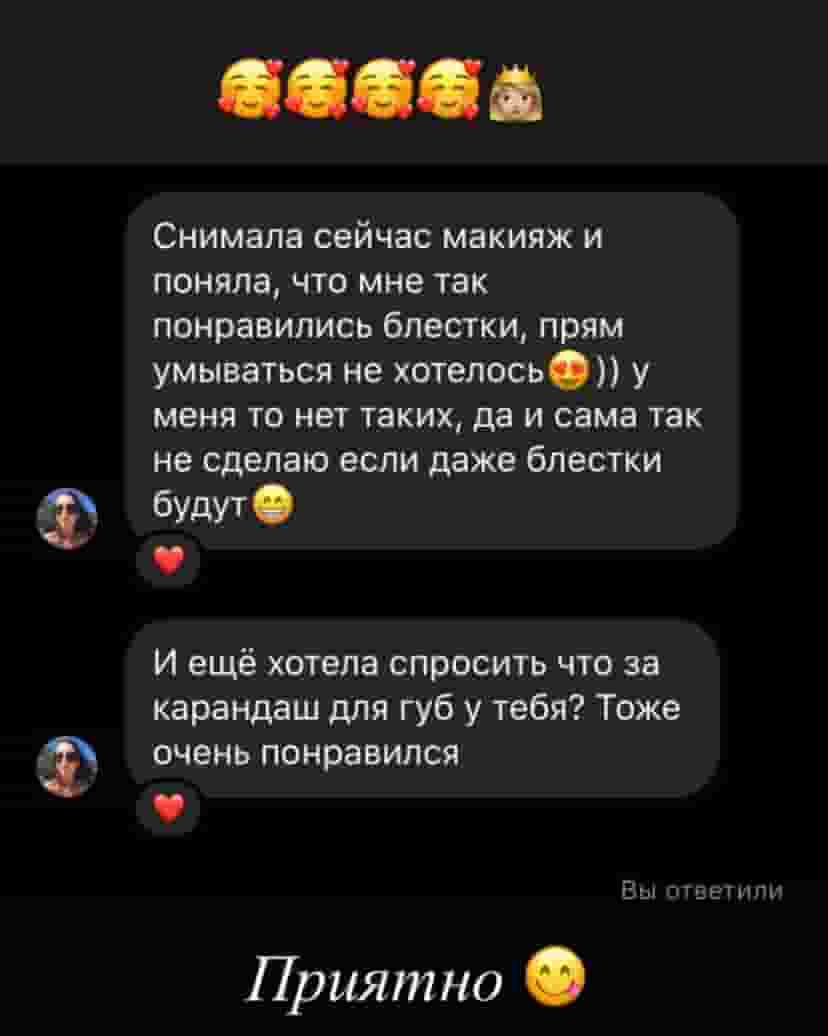 🥰🥰🥰🥰👸🏼
Снимала сейчас макияж и
поняла, что мне так
понравились блестки, прям
умываться не хотелось😍)) у
меня то нет таких, да и сама так
не сделаю если даже блестки
будут😁
❤️
И ещё хотела спросить что за
карандаш для губ у тебя? Тоже
очень понравился
❤️
Вы ответили
Приятно 😋